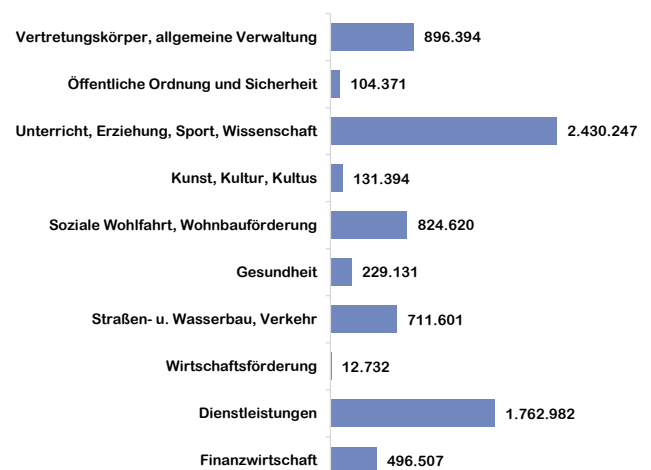 Vertretungskörper, allgemeine Verwaltung 896.394
Öffentliche Ordnung und Sicherheit 104.371
Unterricht, Erziehung, Sport, Wissenschaft 2.430.247
Kunst, Kultur, Kultus 131.394
Soziale Wohlfahrt, Wohnbauförderung 824.620
Gesundheit 229.131
Straßen- u. Wasserbau, Verkehr 711.601
Wirtschaftsförderung 12.732
Dienstleistungen 1.762.982
Finanzwirtschaft 496.507